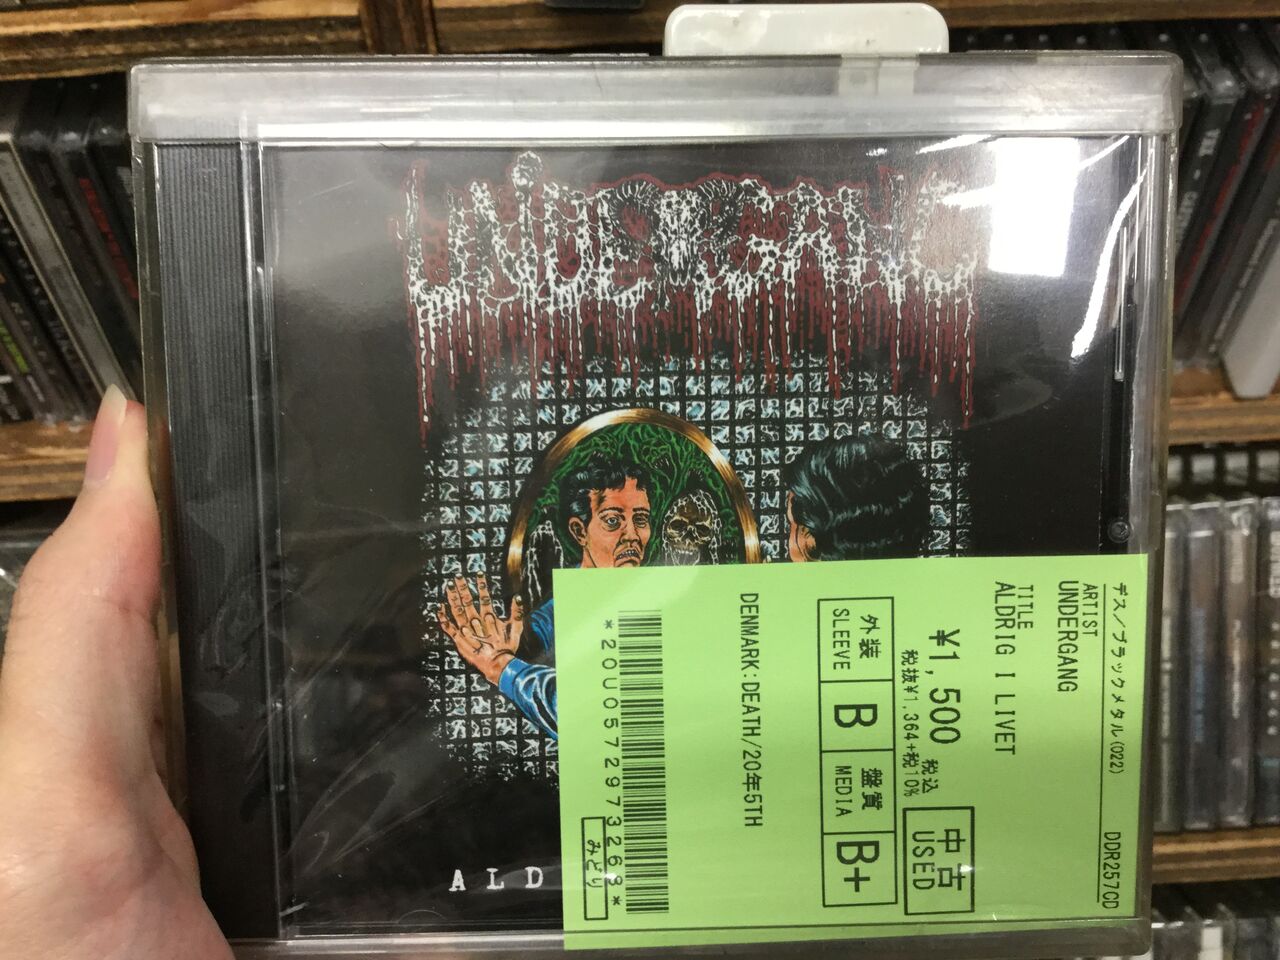 UNDERGANG
ALD
デス/ブラックメタル(022) DDR257CD
ARTIST
UNDERGANG
TITLE
ALDRIG I LIVET
¥1,500 税込
税抜¥1,364+税10%
中古
USED
外装
SLEEVE
B
盤質
MEDIA
B+
DENMARK:DEATH/20年5TH
*20U0572973268*
みどり